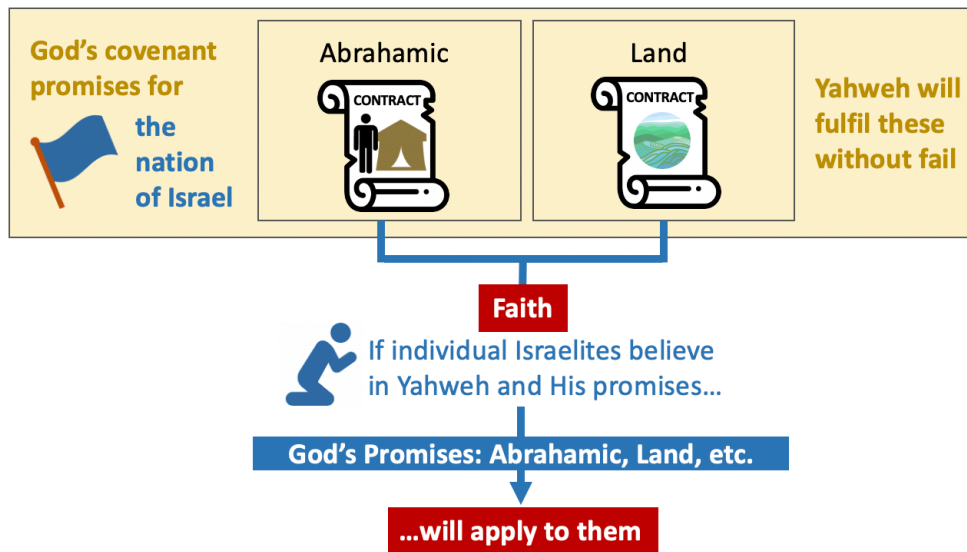 God’s covenant
promises for
the
nation
of Israel
Abrahamic
CONTRACT
Land
CONTRACT
Yahweh will
fulfil these
without fail
Faith
If individual Israelites believe
in Yahweh and His promises…
God’s Promises: Abrahamic, Land, etc.
…will apply to them